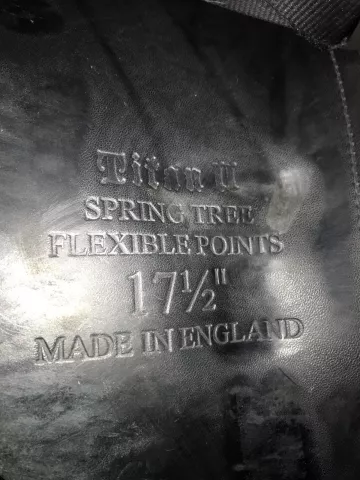 Titan II
SPRING TREE
FLEXIBLE POINTS
17½"
MADE IN ENGLAND